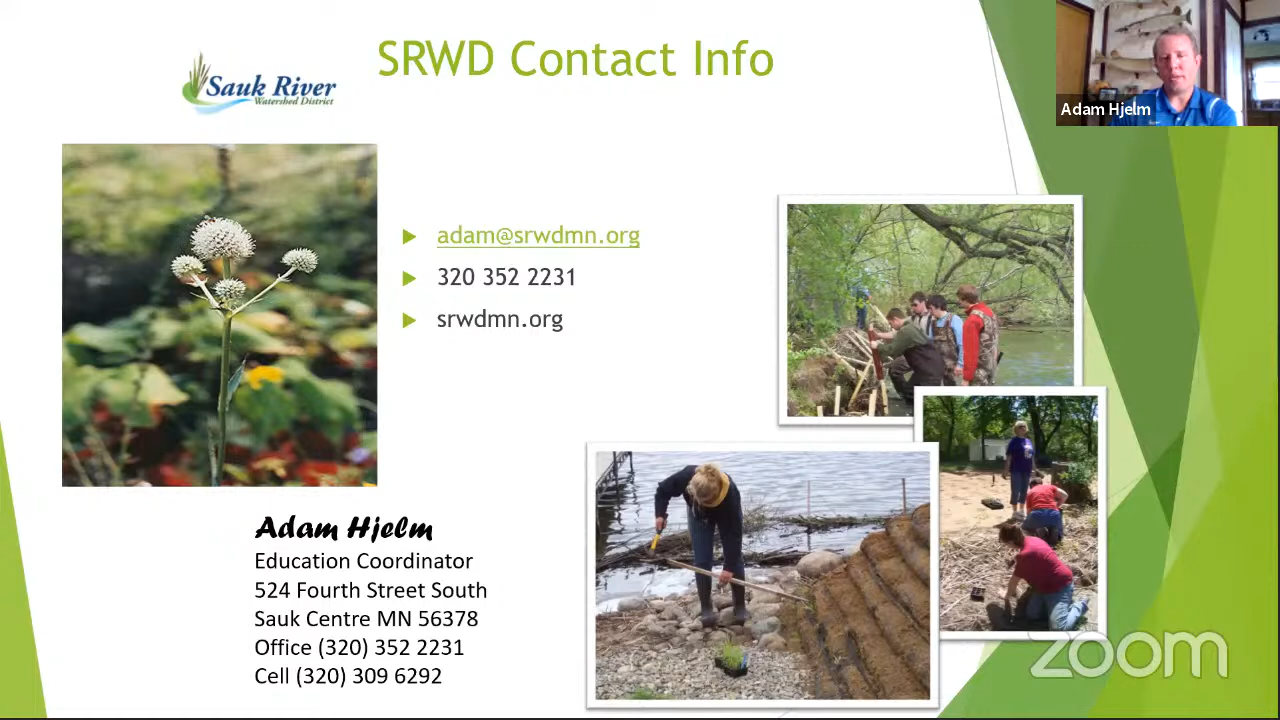 SRWD Contact Info
Sauk River
Watershed District
Adam Hjelm
adam@srwdmn.org
320 352 2231
srwdmn.org
Adam Hjelm
Education Coordinator
524 Fourth Street South
Sauk Centre MN 56378
Office (320) 352 2231
Cell (320) 309 6292
zoom